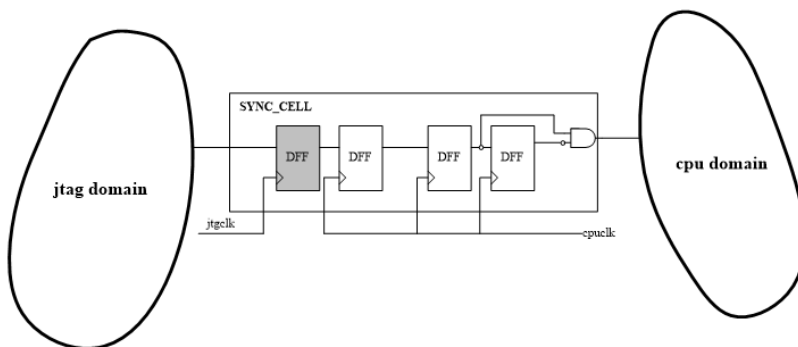 SYNC_CELL
DFF DFF DFF DFF
jtag domain
cpu domain
jtgclk
cpuclk